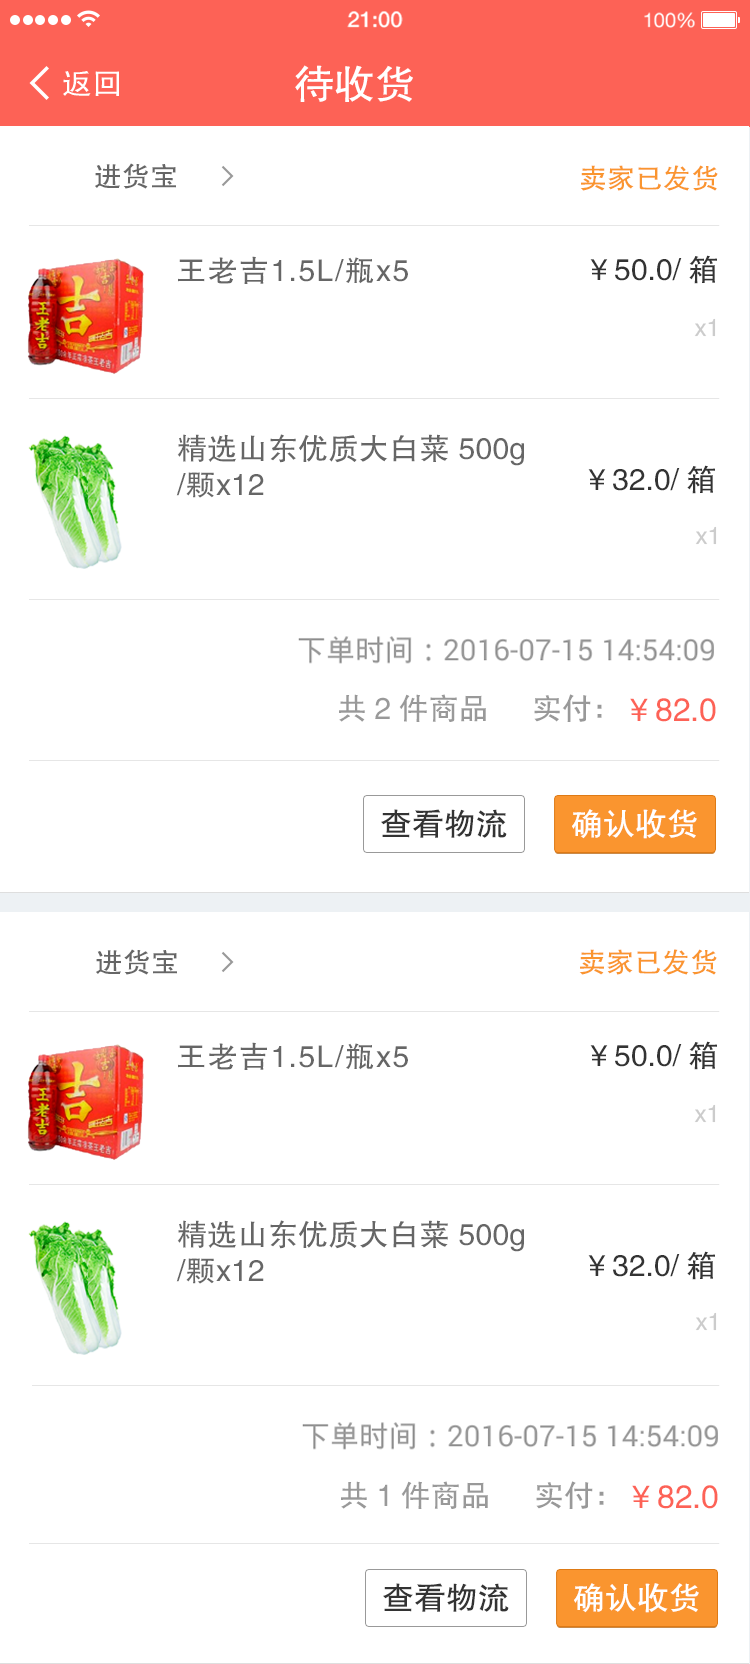 21:00
100%
返回
待收货
进货宝
卖家已发货
王老吉1.5L/瓶x5
￥50.0/ 箱
x1
精选山东优质大白菜 500g
/颗x12
￥32.0/ 箱
x1
下单时间：2016-07-15 14:54:09
共 2 件商品 实付： ￥82.0
查看物流
确认收货
进货宝
卖家已发货
王老吉1.5L/瓶x5
￥50.0/ 箱
x1
精选山东优质大白菜 500g
/颗x12
￥32.0/ 箱
x1
下单时间：2016-07-15 14:54:09
共 1 件商品 实付： ￥82.0
查看物流
确认收货